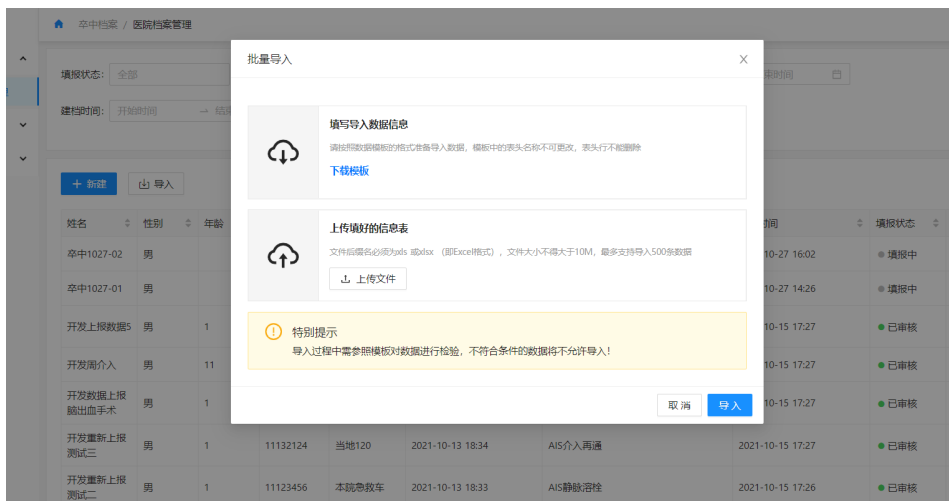 卒中档案 / 医院档案管理
批量导入
填报状态: 全部
束时间
建档时间: 开始时间 → 结束
填写导入数据信息
请按照数据模板的格式准备导入数据，模板中的表头名称不可更改，表头行不能删除
下载模板
+ 新建
导入
上传填好的信息表
文件后缀名必须为xls 或xlsx （即Excel格式），文件大小不得大于10M，最多支持导入500条数据
上传文件
姓名 性别 年龄 时间 填报状态
卒中1027-02 男 10-27 16:02 填报中
卒中1027-01 男 10-27 14:26 填报中
特别提示
导入过程中需参照模板对数据进行检验，不符合条件的数据将不允许导入！
开发上报数据5 男 1 10-15 17:27 已审核
开发周介入 男 11 10-15 17:27 已审核
取 消
导 入
开发数据上报
脑出血手术 男 1 10-15 17:27 已审核
开发重新上报
测试三 男 1 11132124 当地120 2021-10-13 18:34 AIS介入再通 2021-10-15 17:27 已审核
开发重新上报
测试二 男 1 11123456 本院急救车 2021-10-13 18:33 AIS静脉溶栓 2021-10-15 17:26 已审核